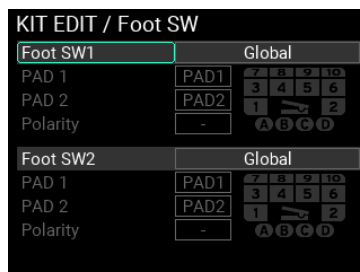 KIT EDIT / Foot SW
Foot SW1 Global
PAD 1 PAD1 7 8 9 10
PAD 2 PAD2 3 4 5 6
1 2
Polarity - A B C D
Foot SW2 Global
PAD 1 PAD1 7 8 9 10
PAD 2 PAD2 3 4 5 6
1 2
Polarity - A B C D